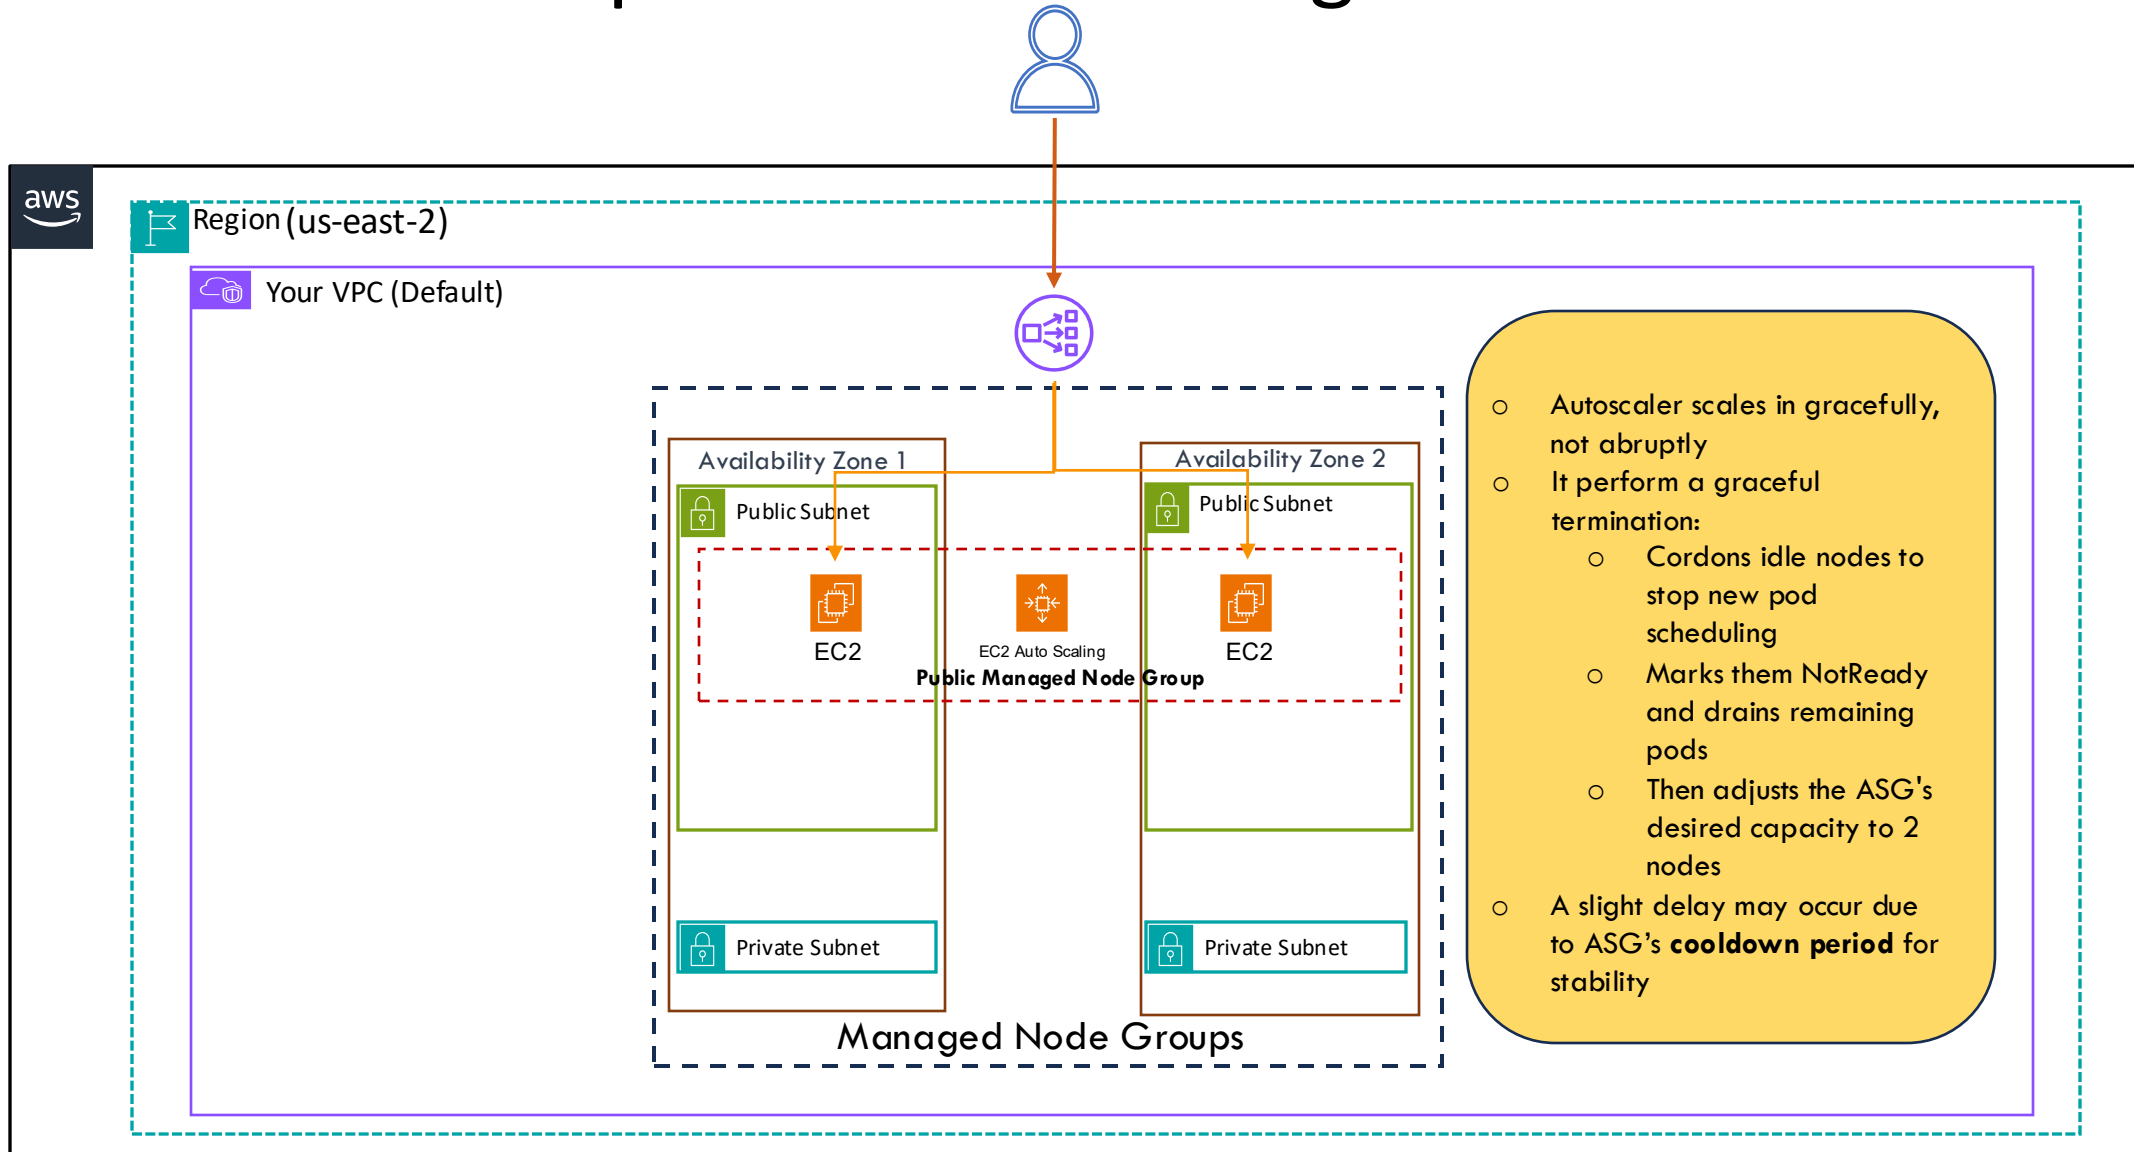 aws
Region (us-east-2)
Your VPC (Default)
Availability Zone 1
Availability Zone 2
Public Subnet
Public Subnet
EC2
EC2 Auto Scaling
EC2
Public Managed Node Group
Private Subnet
Private Subnet
Managed Node Groups
o Autoscaler scales in gracefully,
not abruptly
o It perform a graceful
termination:
o Cordons idle nodes to
stop new pod
scheduling
o Marks them NotReady
and drains remaining
pods
o Then adjusts the ASG's
desired capacity to 2
nodes
o A slight delay may occur due
to ASG’s cooldown period for
stability